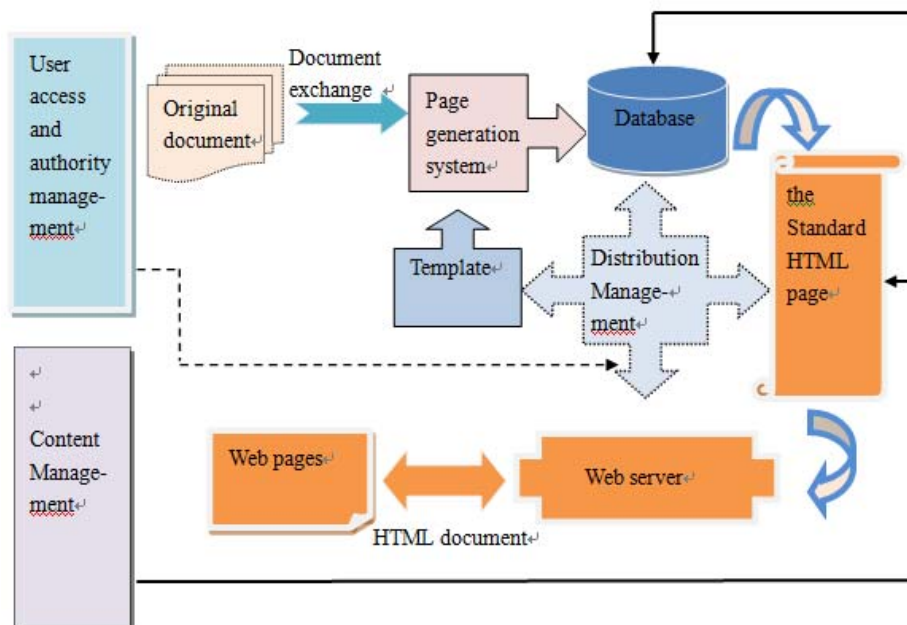 User
access
and
authority
manage-
ment
Original
document
Document
exchange
Page
generation
system
Database
the
Standard
HTML
page
Template
Distribution
Manage-
ment
Content
Manage-
ment
Web pages
HTML document
Web server